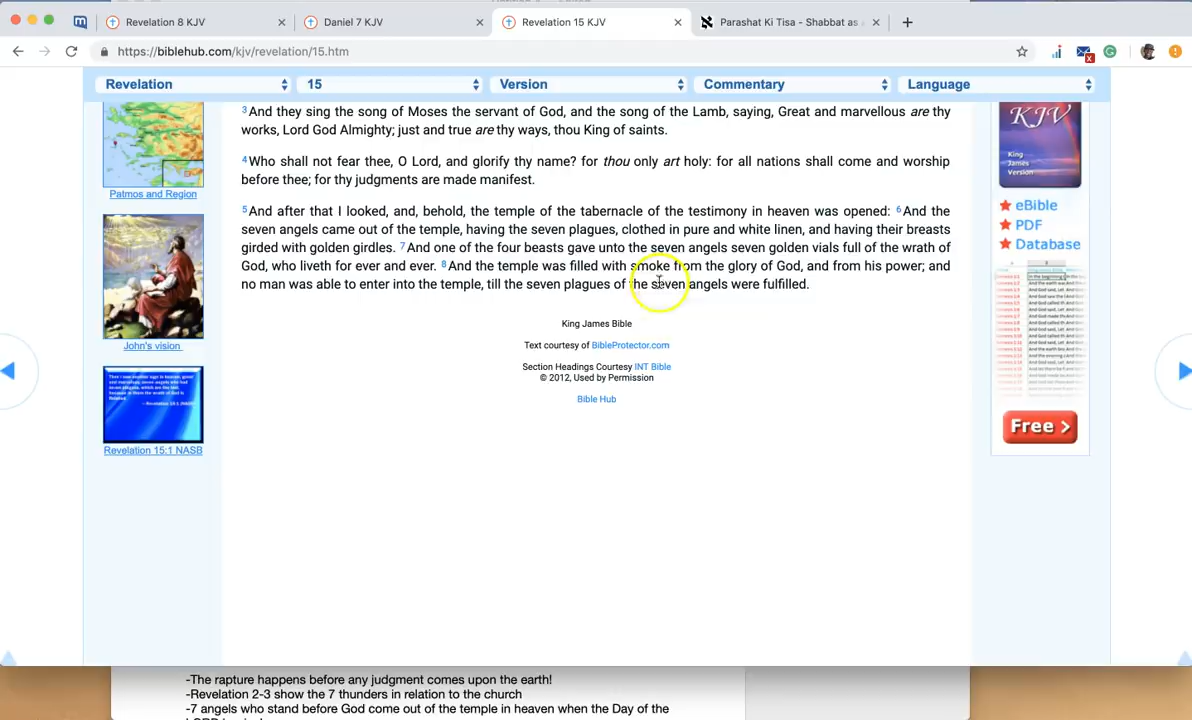 Revelation 8 KJV
Daniel 7 KJV
Revelation 15 KJV
Parashat Ki Tisa - Shabbat as
https://biblehub.com/kjv/revelation/15.htm
Revelation 15 Version Commentary Language
3And they sing the song of Moses the servant of God, and the song of the Lamb, saying, Great and marvellous are thy
works, Lord God Almighty; just and true are thy ways, thou King of saints.
4Who shall not fear thee, O Lord, and glorify thy name? for thou only art holy: for all nations shall come and worship
before thee; for thy judgments are made manifest.
5And after that I looked, and, behold, the temple of the tabernacle of the testimony in heaven was opened: 6And the
seven angels came out of the temple, having the seven plagues, clothed in pure and white linen, and having their breasts
girded with golden girdles. 7And one of the four beasts gave unto the seven angels seven golden vials full of the wrath of
God, who liveth for ever and ever. 8And the temple was filled with smoke from the glory of God, and from his power; and
no man was able to enter into the temple, till the seven plagues of the seven angels were fulfilled.
King James Bible
Text courtesy of BibleProtector.com
Section Headings Courtesy INT Bible
© 2012, Used by Permission
Bible Hub
Patmos and Region
John's vision
Revelation 15:1 NASB
KJV
King
James
Version
eBible
PDF
Database
Free >
-The rapture happens before any judgment comes upon the earth!
-Revelation 2-3 show the 7 thunders in relation to the church
-7 angels who stand before God come out of the temple in heaven when the Day of the